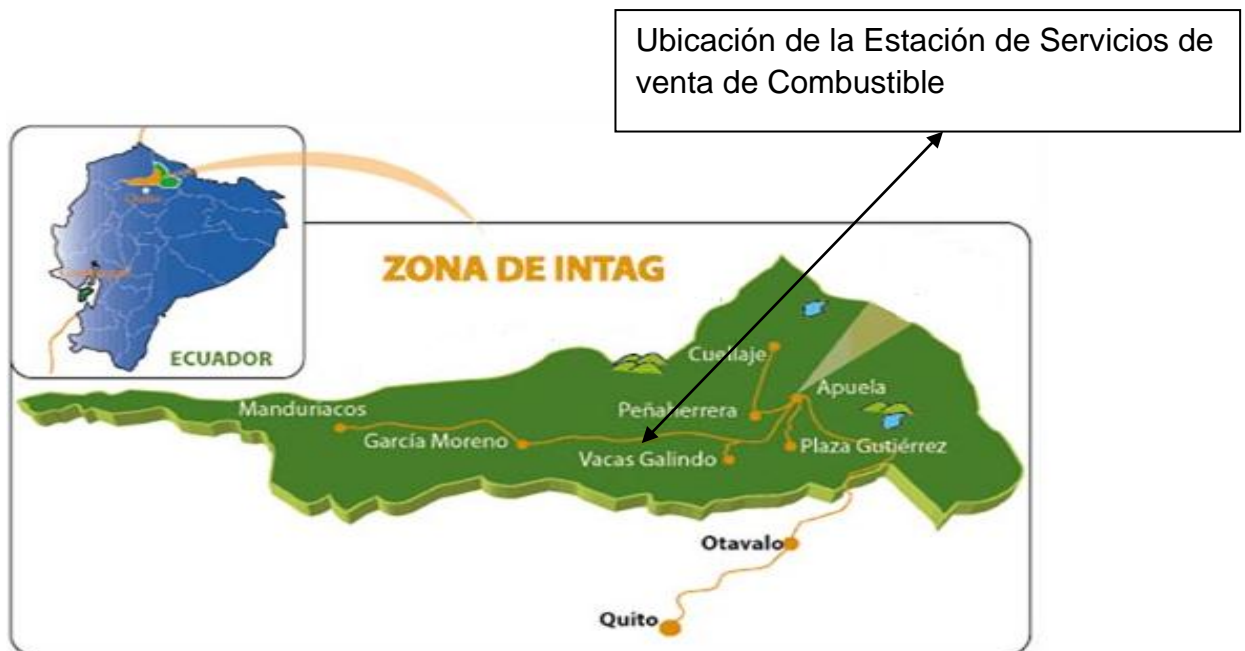 Ubicación de la Estación de Servicios de
venta de Combustible
ZONA DE INTAG
ECUADOR
Cuellaje
Apuela
Manduriacos
Peñaherrera
García Moreno
Plaza Gutiérrez
Vacas Galindo
Otavalo
Quito